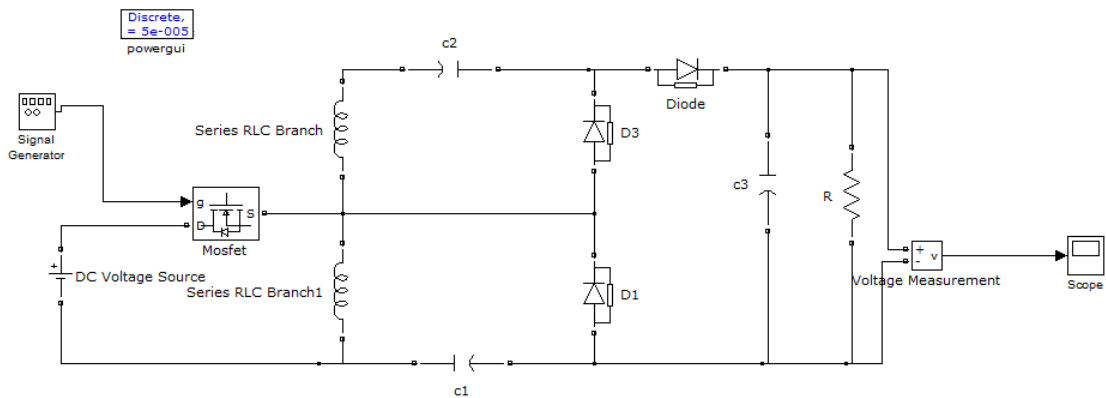 Discrete,
= 5e-005
powergui
c2
Diode
Series RLC Branch
D3
Signal
Generator
c3
R
g
D
S
Mosfet
+
DC Voltage Source
Series RLC Branch1
D1
+
-
v
Voltage Measurement
Scope
c1